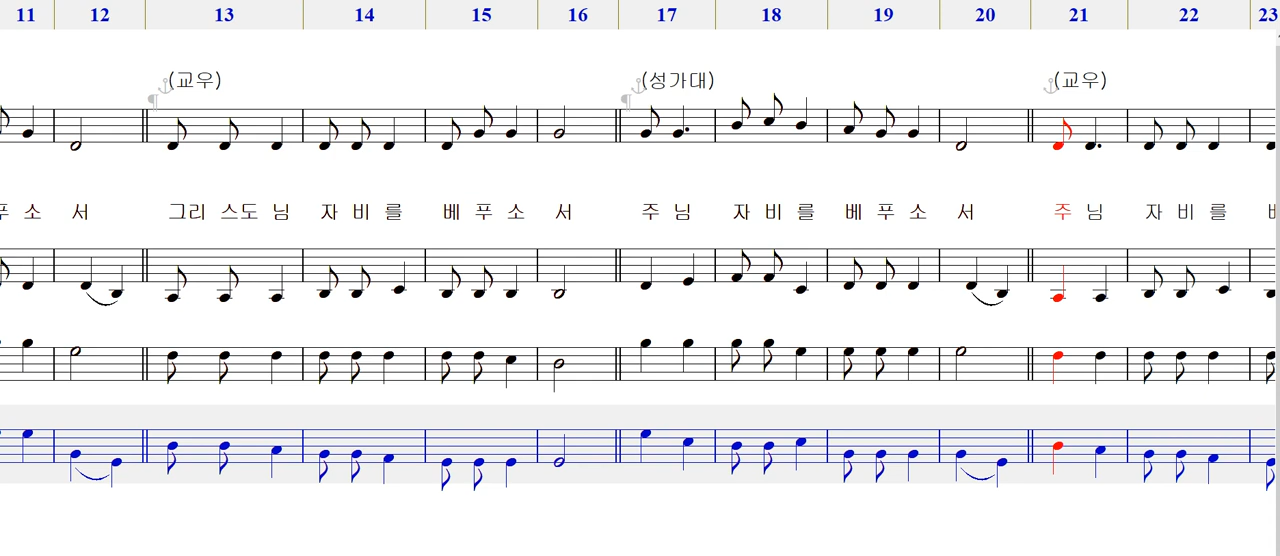 11 12 13 14 15 16 17 18 19 20 21 22 23
(교우) (성가대) (교우)
푸 소 서 그리 스도 님 자 비 를 베 푸 소 서 주 님 자 비 를 베 푸 소 서 주 님 자 비 를